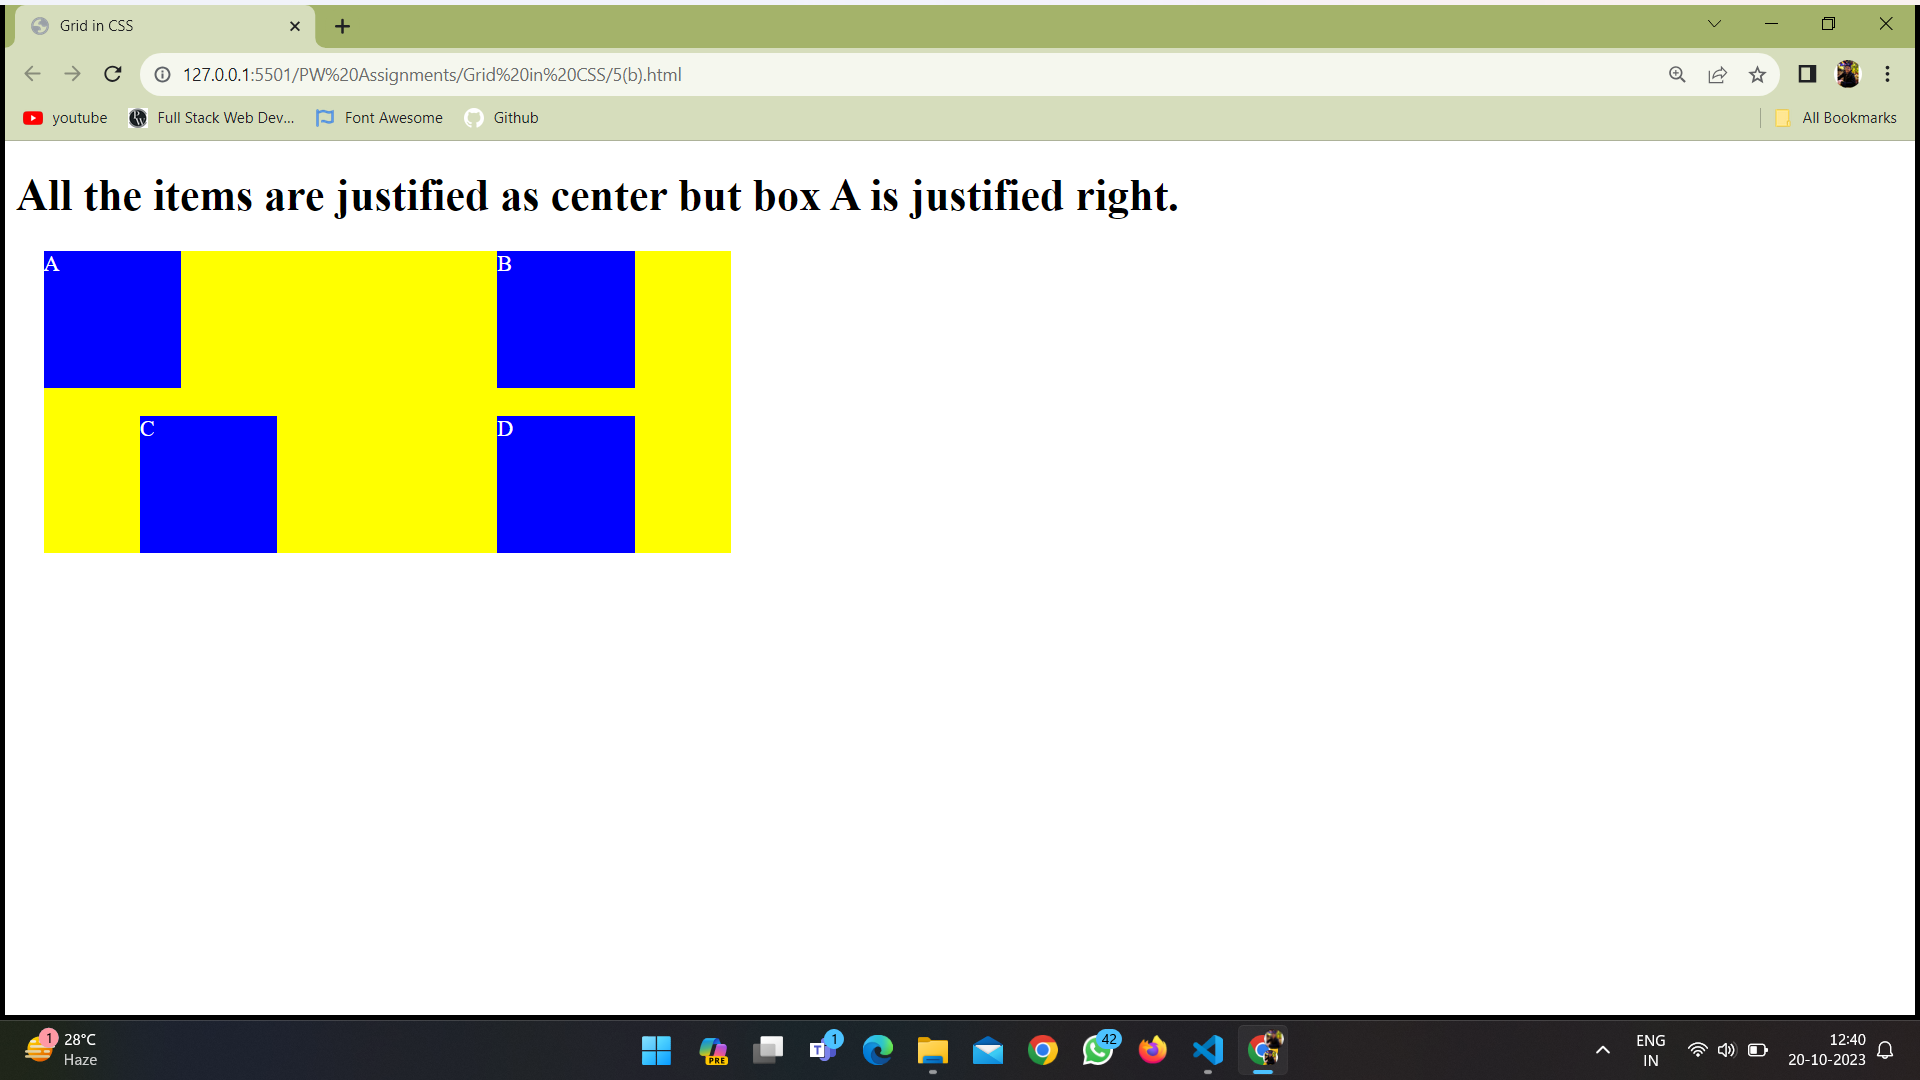 Grid in CSS
127.0.0.1:5501/PW%20Assignments/Grid%20in%20CSS/5(b).html
youtube Full Stack Web Dev... Font Awesome Github All Bookmarks
All the items are justified as center but box A is justified right.
A B
C D
1 28°C
Haze
PRE
T 1
42
ENG
IN
12:40
20-10-2023